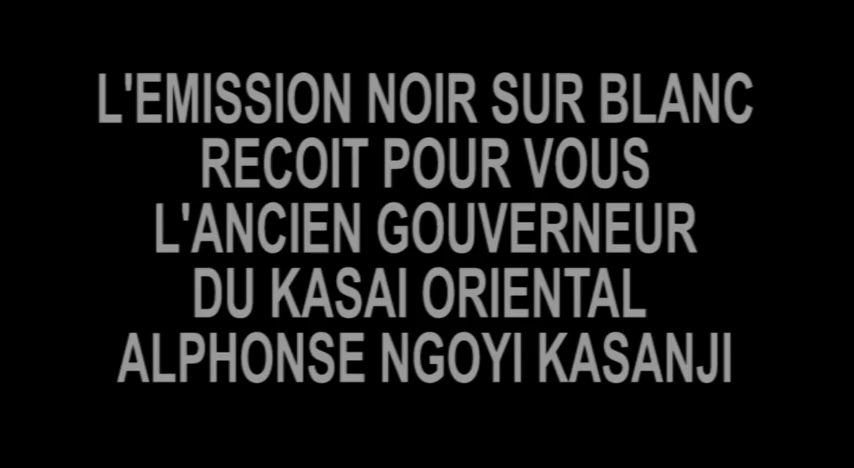 L'EMISSION NOIR SUR BLANC
RECOIT POUR VOUS
L'ANCIEN GOUVERNEUR
DU KASAI ORIENTAL
ALPHONSE NGOYI KASANJI